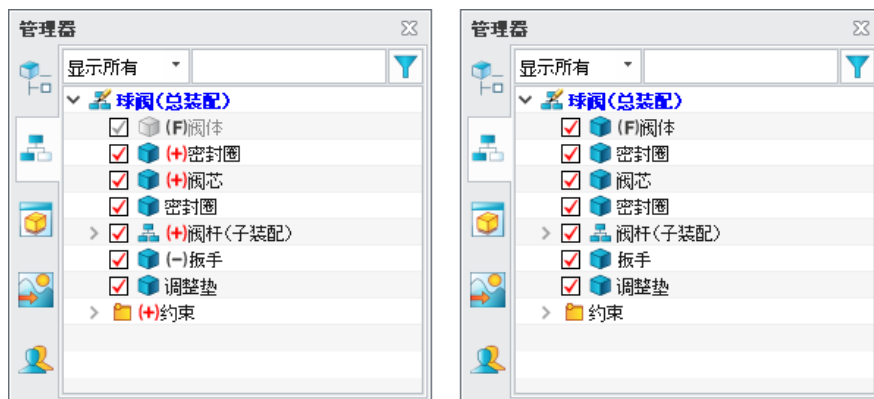 管理器
显示所有
球阀(总装配)
(F)阀体
(+)密封圈
(+)阀芯
密封圈
(+)阀杆(子装配)
(-)扳手
调整垫
(+)约束
管理器
显示所有
球阀(总装配)
(F)阀体
密封圈
阀芯
密封圈
阀杆(子装配)
扳手
调整垫
约束